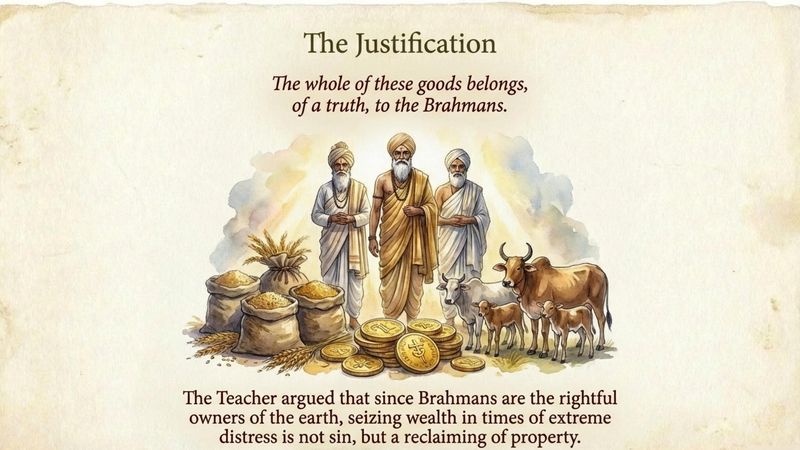 The Justification
The whole of these goods belongs,
of a truth, to the Brahmans.
The Teacher argued that since Brahmans are the rightful
owners of the earth, seizing wealth in times of extreme
distress is not sin, but a reclaiming of property.